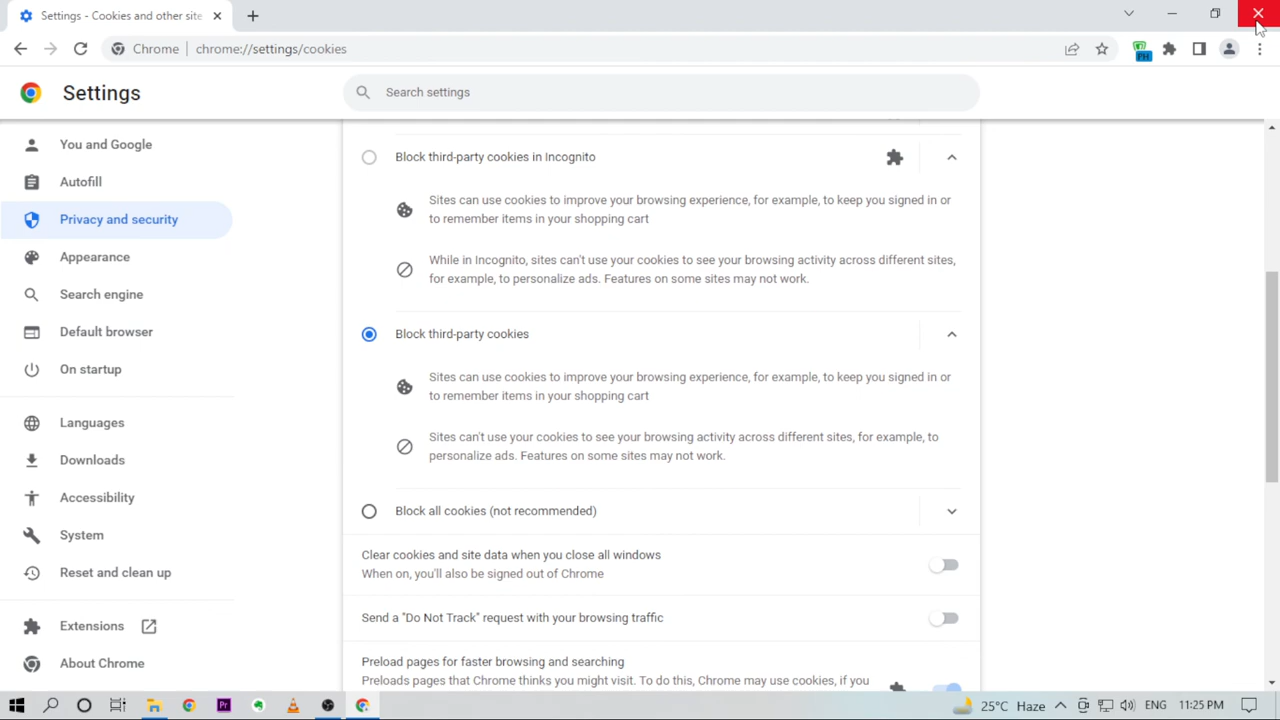 Settings - Cookies and other site
Chrome
chrome://settings/cookies
PH
Settings
Search settings
You and Google
Autofill
Privacy and security
Appearance
Search engine
Default browser
On startup
Languages
Downloads
Accessibility
System
Reset and clean up
Extensions
About Chrome
Block third-party cookies in Incognito
Sites can use cookies to improve your browsing experience, for example, to keep you signed in or
to remember items in your shopping cart
While in Incognito, sites can't use your cookies to see your browsing activity across different sites,
for example, to personalize ads. Features on some sites may not work.
Block third-party cookies
Sites can use cookies to improve your browsing experience, for example, to keep you signed in or
to remember items in your shopping cart
Sites can't use your cookies to see your browsing activity across different sites, for example, to
personalize ads. Features on some sites may not work.
Block all cookies (not recommended)
Clear cookies and site data when you close all windows
When on, you'll also be signed out of Chrome
Send a "Do Not Track" request with your browsing traffic
Preload pages for faster browsing and searching
Preloads pages that Chrome thinks you might visit. To do this, Chrome may use cookies, if you
Pr
25°C Haze
ENG
11:25 PM